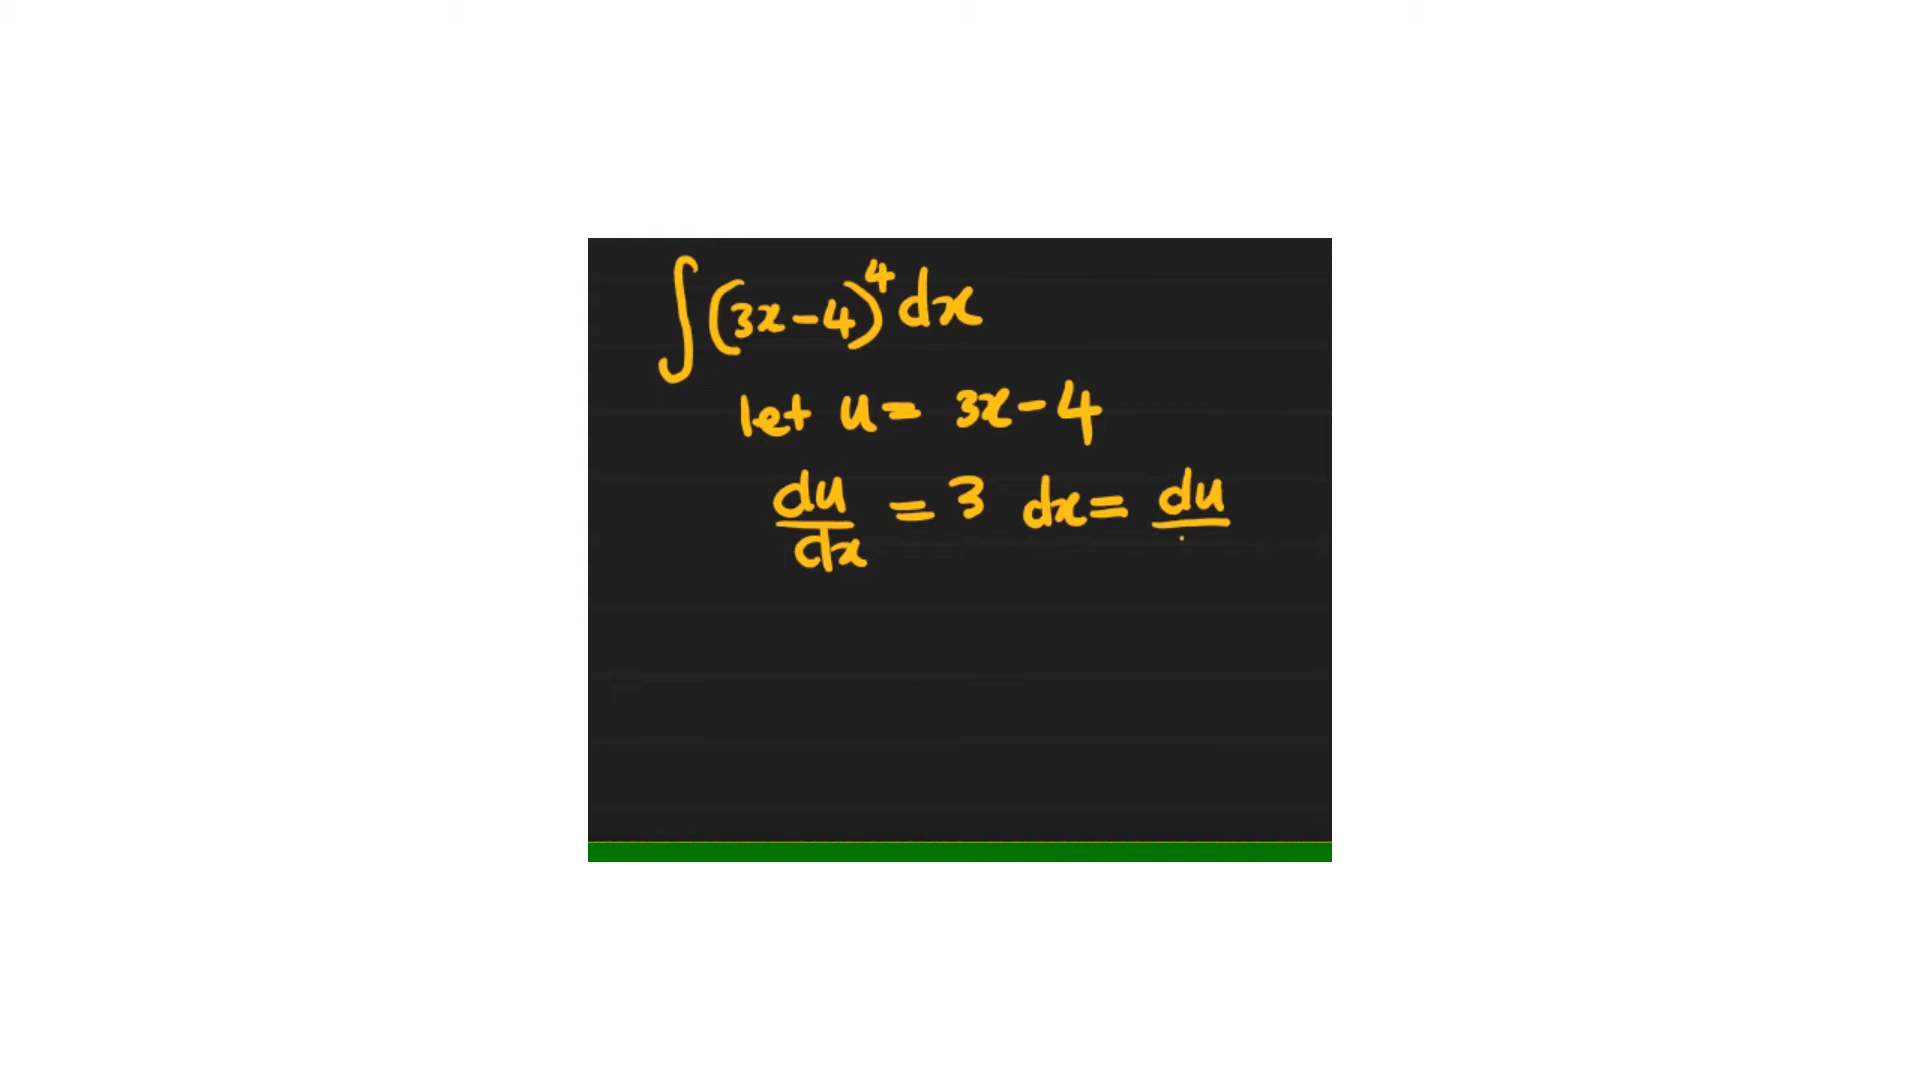 ∫(3x-4)⁴dx
let u= 3x-4
du/dx = 3 dx= du/